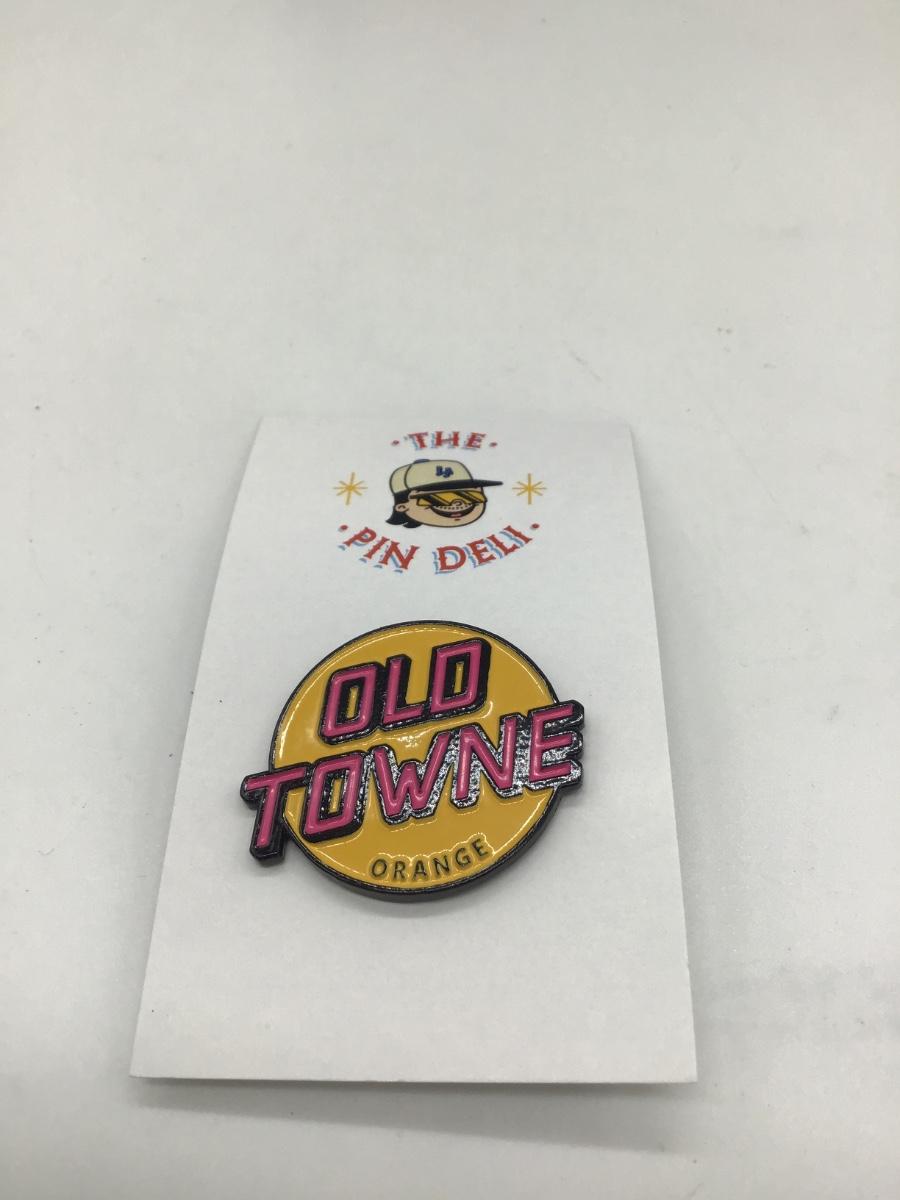 ·THE·
·PIN DELI·
OLD
TOWNE
ORANGE